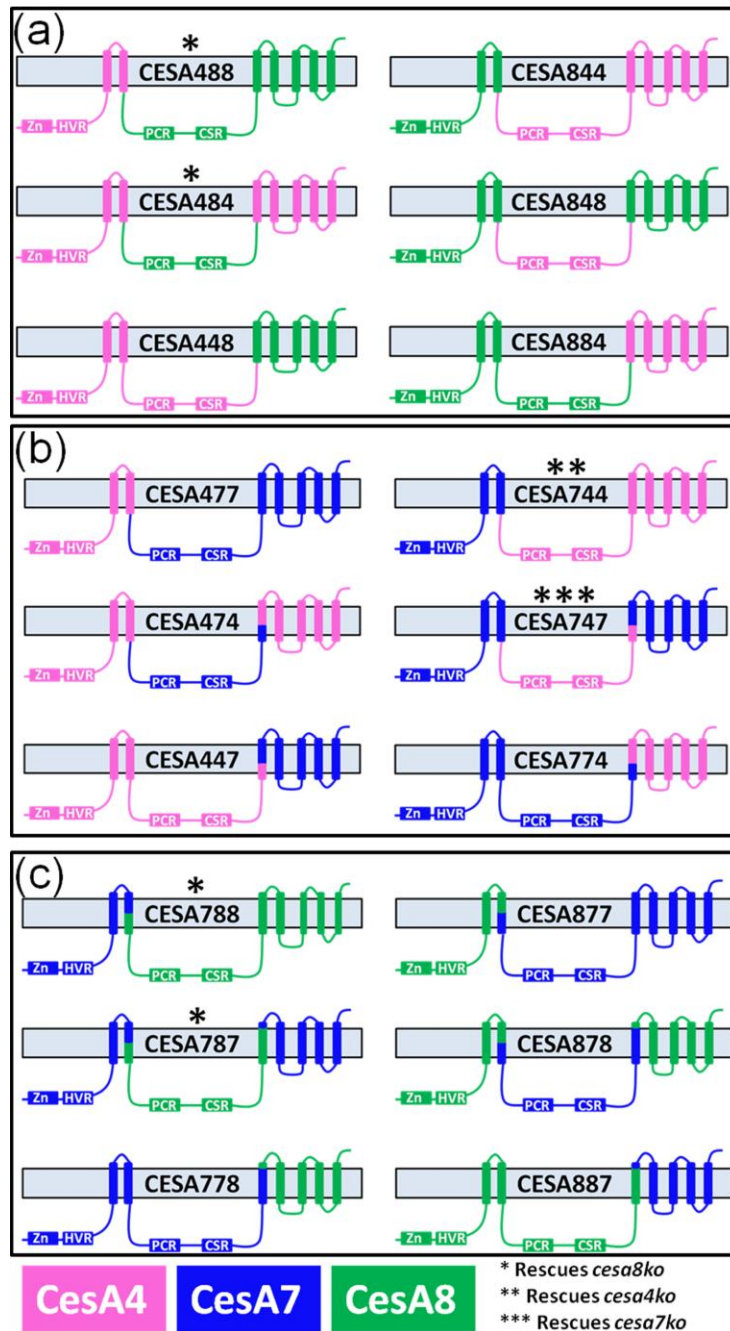 (a)
*
CESA488
CESA844
Zn HVR PCR CSR
Zn HVR PCR CSR
*
CESA484
CESA848
Zn HVR PCR CSR
Zn HVR PCR CSR
CESA448
CESA884
Zn HVR PCR CSR
Zn HVR PCR CSR
(b)
CESA477
**
CESA744
Zn HVR PCR CSR
Zn HVR PCR CSR
CESA474
***
CESA747
Zn HVR PCR CSR
Zn HVR PCR CSR
CESA447
CESA774
Zn HVR PCR CSR
Zn HVR PCR CSR
(c)
*
CESA788
CESA877
Zn HVR PCR CSR
Zn HVR PCR CSR
*
CESA787
CESA878
Zn HVR PCR CSR
Zn HVR PCR CSR
CESA778
CESA887
Zn HVR PCR CSR
Zn HVR PCR CSR
CesA4
CesA7
CesA8
* Rescues cesa8ko
** Rescues cesa4ko
*** Rescues cesa7ko